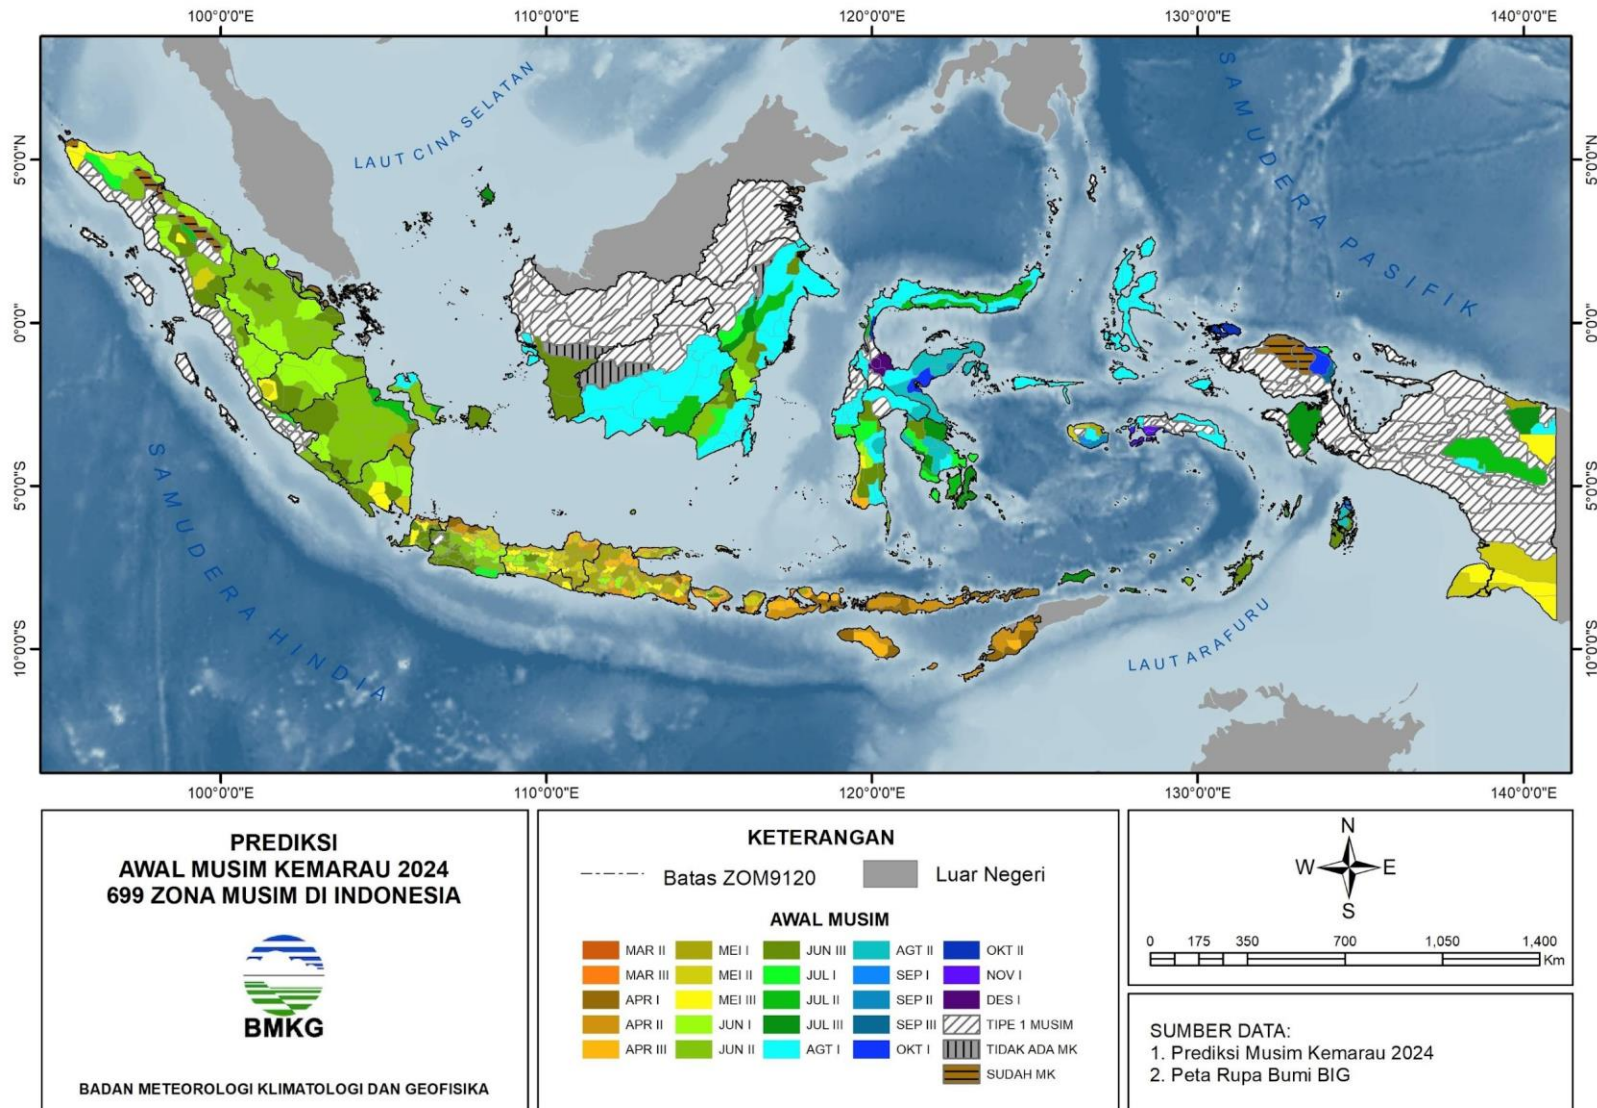 100°0'0"E
110°0'0"E
120°0'0"E
130°0'0"E
140°0'0"E
5°0'0"N
0°0'0"
5°0'0"S
10°0'0"S
LAUT CINA SELATAN
SAMUDERA PASIFIK
SAMUDERA HINDIA
LAUT ARAFURU
5°0'0"N
0°0'0"
5°0'0"S
10°0'0"S
100°0'0"E
110°0'0"E
120°0'0"E
130°0'0"E
140°0'0"E
PREDIKSI
AWAL MUSIM KEMARAU 2024
699 ZONA MUSIM DI INDONESIA
BMKG
BADAN METEOROLOGI KLIMATOLOGI DAN GEOFISIKA
KETERANGAN
Batas ZOM9120
Luar Negeri
AWAL MUSIM
MAR II
MAR III
APR I
APR II
APR III
MEI I
MEI II
MEI III
JUN I
JUN II
JUN III
JUL I
JUL II
JUL III
AGT I
AGT II
SEP I
SEP II
SEP III
OKT I
OKT II
NOV I
DES I
TIPE 1 MUSIM
TIDAK ADA MK
SUDAH MK
N
W E
S
0 175 350 700 1,050 1,400
Km
SUMBER DATA:
1. Prediksi Musim Kemarau 2024
2. Peta Rupa Bumi BIG